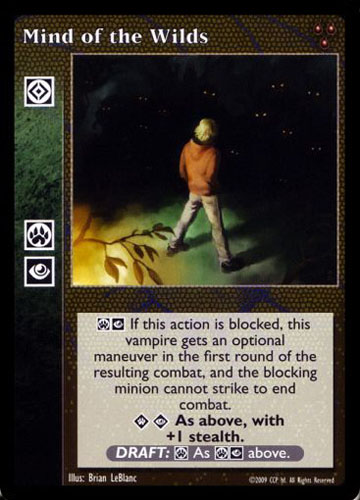 Mind of the Wilds
If this action is blocked, this
vampire gets an optional
maneuver in the first round of the
resulting combat, and the blocking
minion cannot strike to end
combat.
As above, with
+1 stealth.
DRAFT: As above.
Illus: Brian LeBlanc ©2009 CCP hf. All Rights Reserved